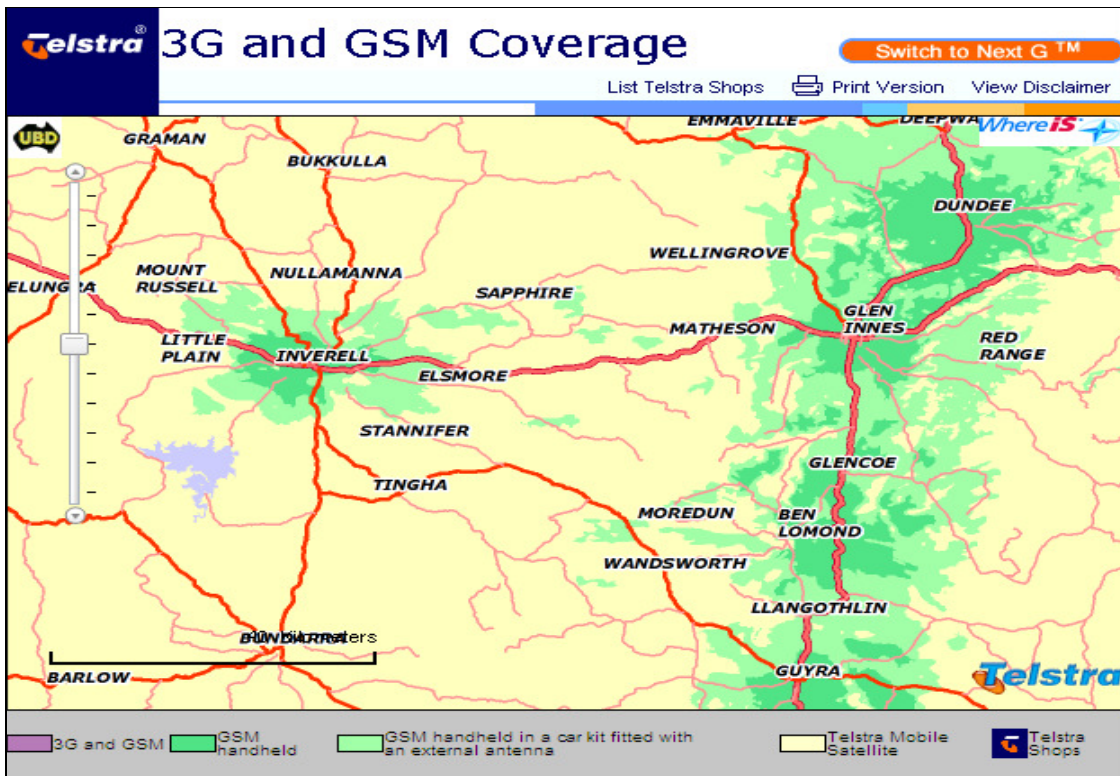 Telstra® 3G and GSM Coverage
Switch to Next G ™
List Telstra Shops Print Version View Disclaimer
UBD
EMMAVILLE
DEEPWA
Whereis
GRAMAN
BUKKULLA
DUNDEE
WELLINGROVE
MOUNT
RUSSELL
NULLAMANNA
ELUNGRA
SAPPHIRE
GLEN
INNES
MATHESON
LITTLE
PLAIN
INVERELL
RED
RANGE
ELSMORE
STANNIFER
GLENCOE
TINGHA
MOREDUN
BEN
LOMOND
WANDSWORTH
LLANGOTHLIN
BUNDARRA
Kilometers
BARLOW
GUYRA
Telstra
3G and GSM
GSM
handheld
GSM handheld in a car kit fitted with
an external antenna
Telstra Mobile
Satellite
Telstra
Shops